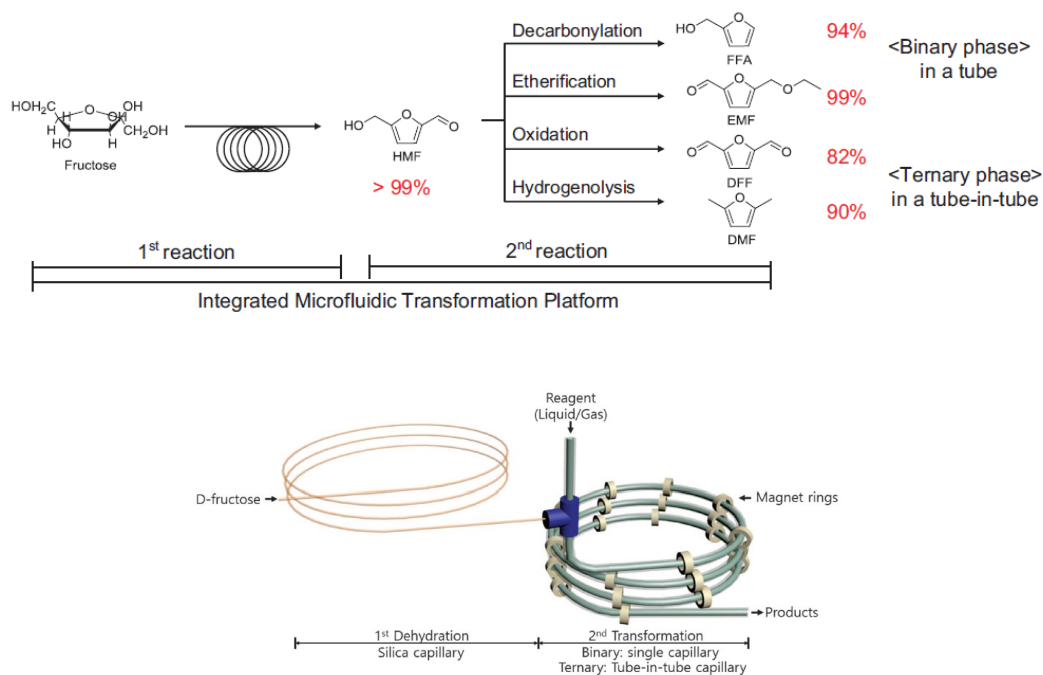 Decarbonylation
HO
O
FFA
94%
<Binary phase>
in a tube
Etherification
O
O
O
EMF
99%
HOH2C
O
OH
OH
HO
H
H
CH2OH
Fructose
HO
O
O
HMF
> 99%
Oxidation
O
O
O
DFF
82%
<Ternary phase>
in a tube-in-tube
Hydrogenolysis
O
DMF
90%
1st reaction
2nd reaction
Integrated Microfluidic Transformation Platform
Reagent
(Liquid/Gas)
D-fructose
Magnet rings
Products
1st Dehydration
Silica capillary
2nd Transformation
Binary: single capillary
Ternary: Tube-in-tube capillary